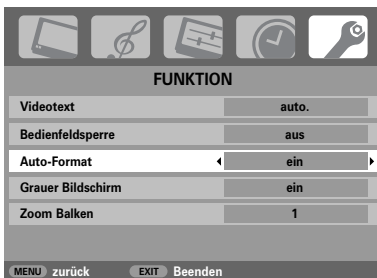 FUNKTION
Videotext auto.
Bedienfeldsperre aus
Auto-Format ein
Grauer Bildschirm ein
Zoom Balken 1
MENU zurück EXIT Beenden